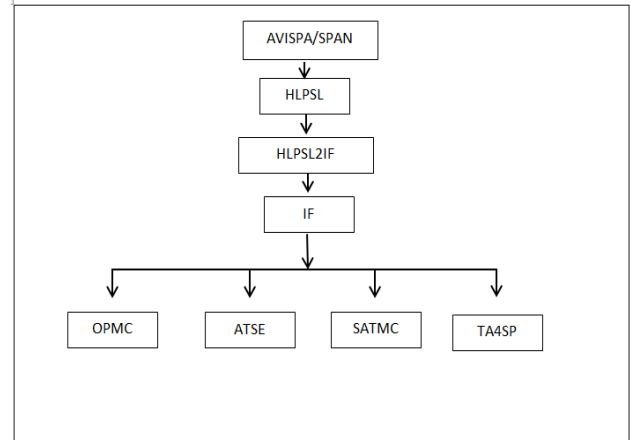 AVISPA/SPAN
HLPSL
HLPSL2IF
IF
OPMC
ATSE
SATMC
TA4SP